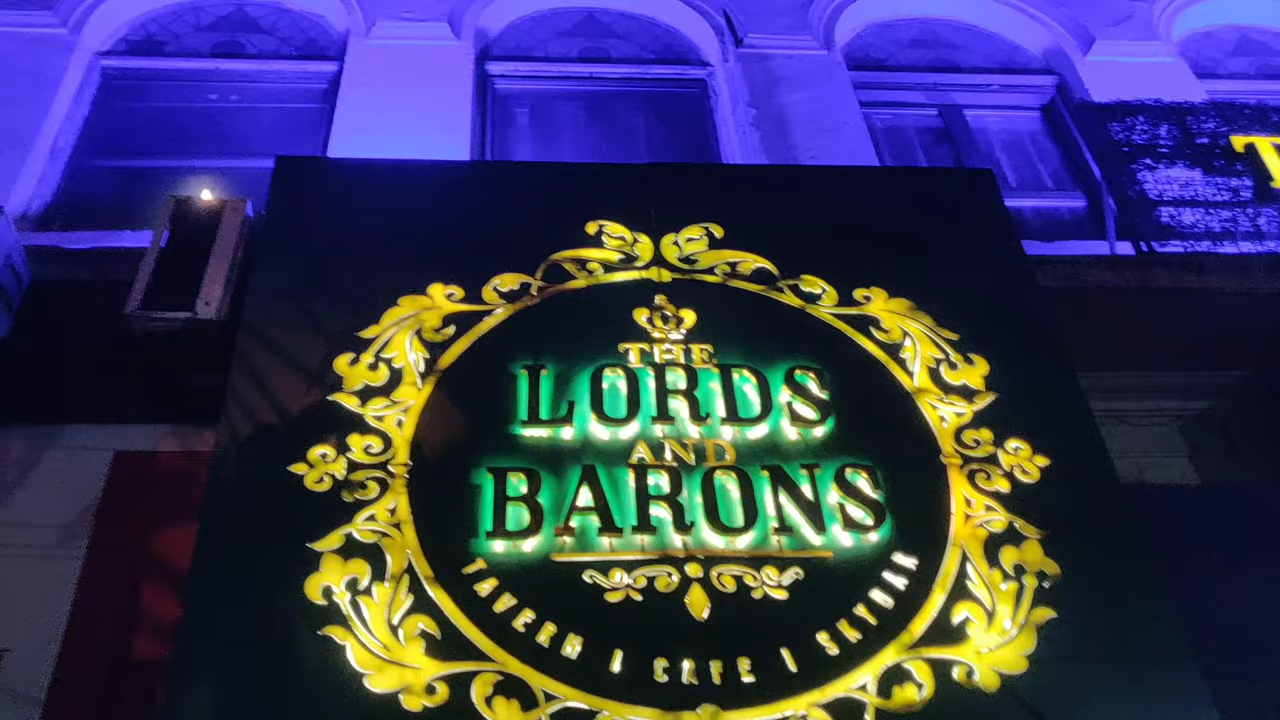 THE
LORDS
AND
BARONS
TAVERN | CAFE | SKYBAR
T